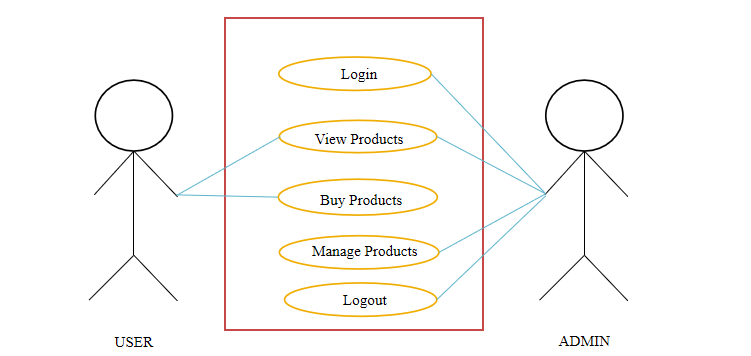 Login
View Products
Buy Products
Manage Products
Logout
USER
ADMIN